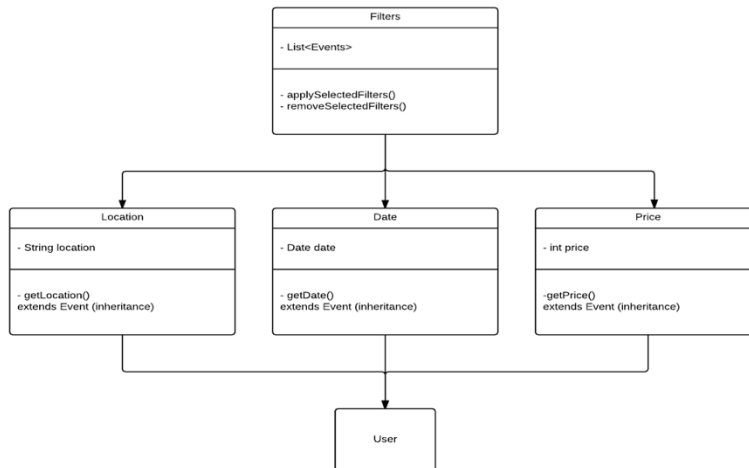 Filters
- List<Events>
- applySelectedFilters()
- removeSelectedFilters()
Location
- String location
- getLocation()
extends Event (inheritance)
Date
- Date date
- getDate()
extends Event (inheritance)
Price
- int price
-getPrice()
extends Event (inheritance)
User